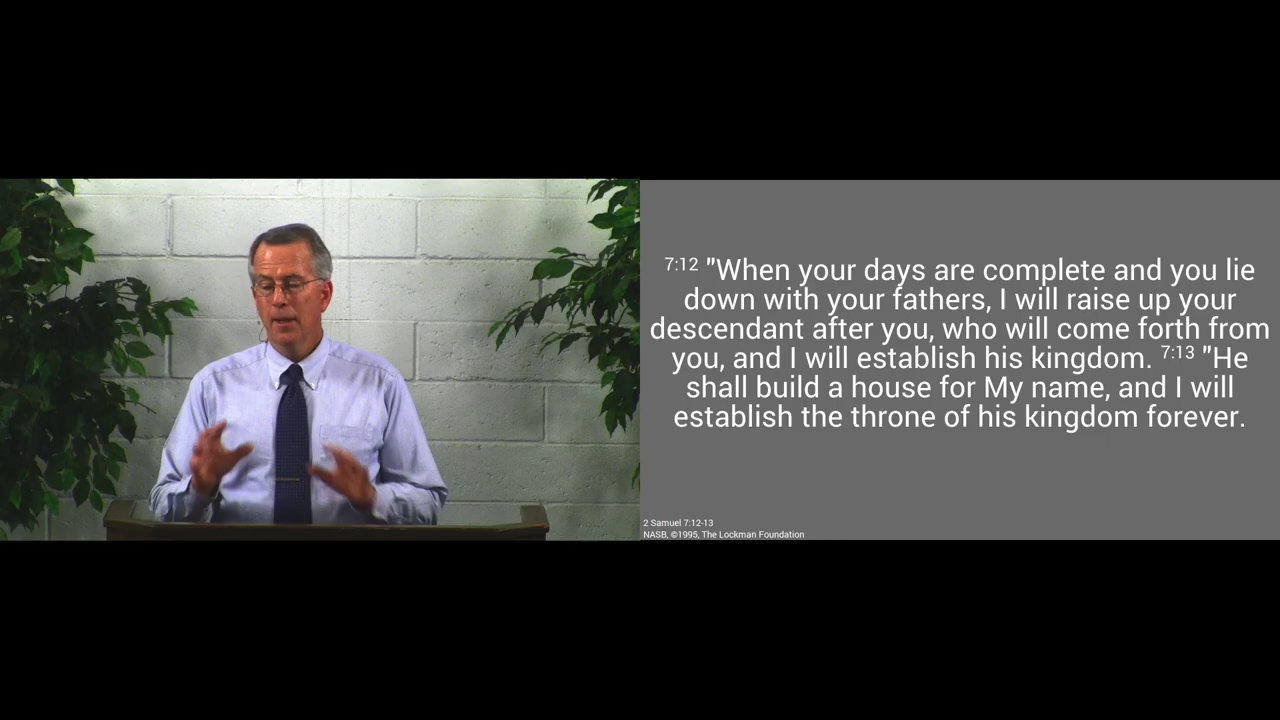 7:12 "When your days are complete and you lie
down with your fathers, I will raise up your
descendant after you, who will come forth from
you, and I will establish his kingdom. 7:13 "He
shall build a house for My name, and I will
establish the throne of his kingdom forever.
2 Samuel 7:12-13
NASB, ©1995, The Lockman Foundation